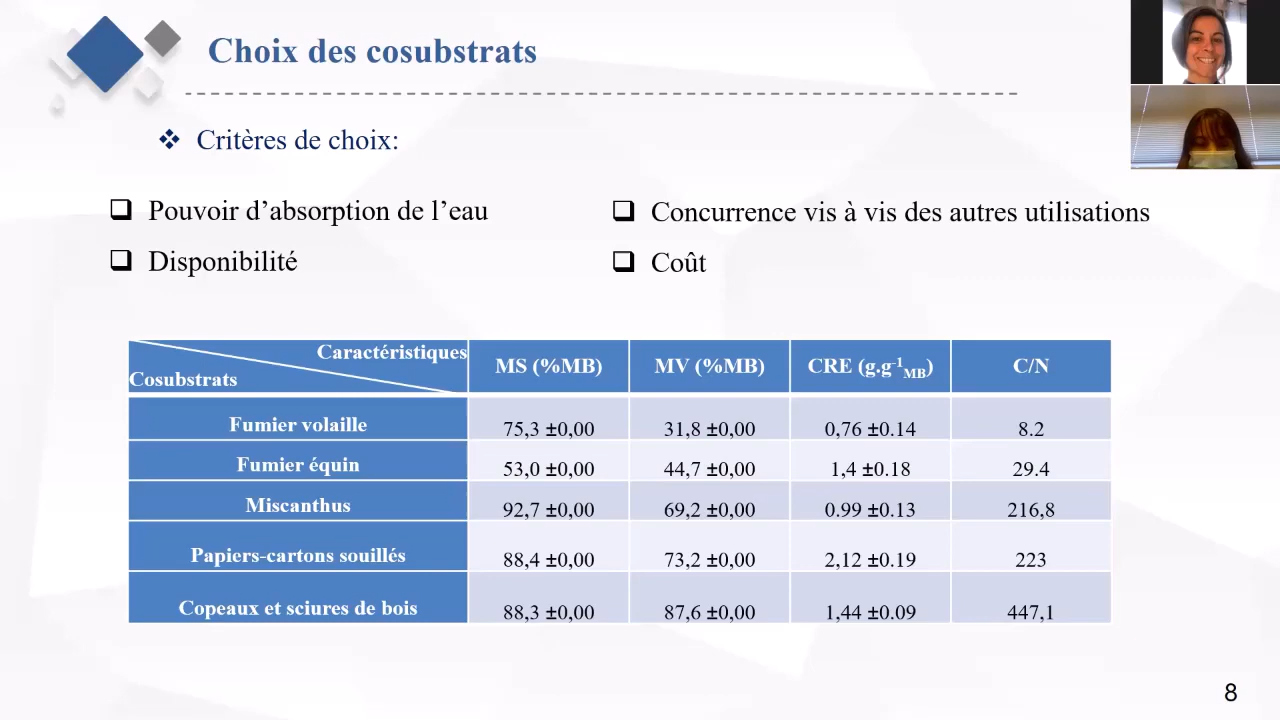 Choix des cosubstrats
❖ Critères de choix:
❑ Pouvoir d’absorption de l’eau
❑ Disponibilité
❑ Concurrence vis à vis des autres utilisations
❑ Coût
Caractéristiques
Cosubstrats
MS (%MB) MV (%MB) CRE (g.g⁻¹MB) C/N
Fumier volaille 75,3 ±0,00 31,8 ±0,00 0,76 ±0.14 8.2
Fumier équin 53,0 ±0,00 44,7 ±0,00 1,4 ±0.18 29.4
Miscanthus 92,7 ±0,00 69,2 ±0,00 0.99 ±0.13 216,8
Papiers-cartons souillés 88,4 ±0,00 73,2 ±0,00 2,12 ±0.19 223
Copeaux et sciures de bois 88,3 ±0,00 87,6 ±0,00 1,44 ±0.09 447,1
8